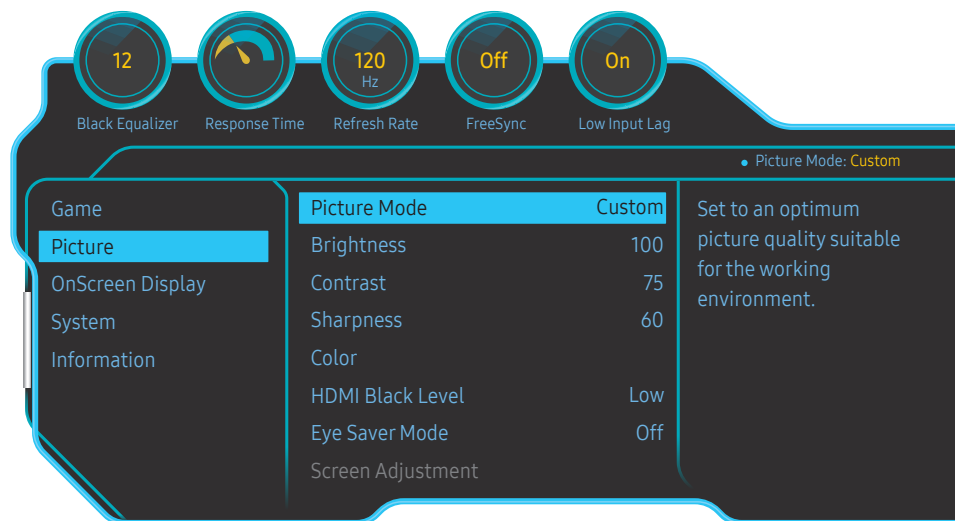 12
120
Hz
Off
On
Black Equalizer
Response Time
Refresh Rate
FreeSync
Low Input Lag
● Picture Mode: Custom
Game
Picture
OnScreen Display
System
Information
Picture Mode Custom
Brightness 100
Contrast 75
Sharpness 60
Color
HDMI Black Level Low
Eye Saver Mode Off
Screen Adjustment
Set to an optimum
picture quality suitable
for the working
environment.